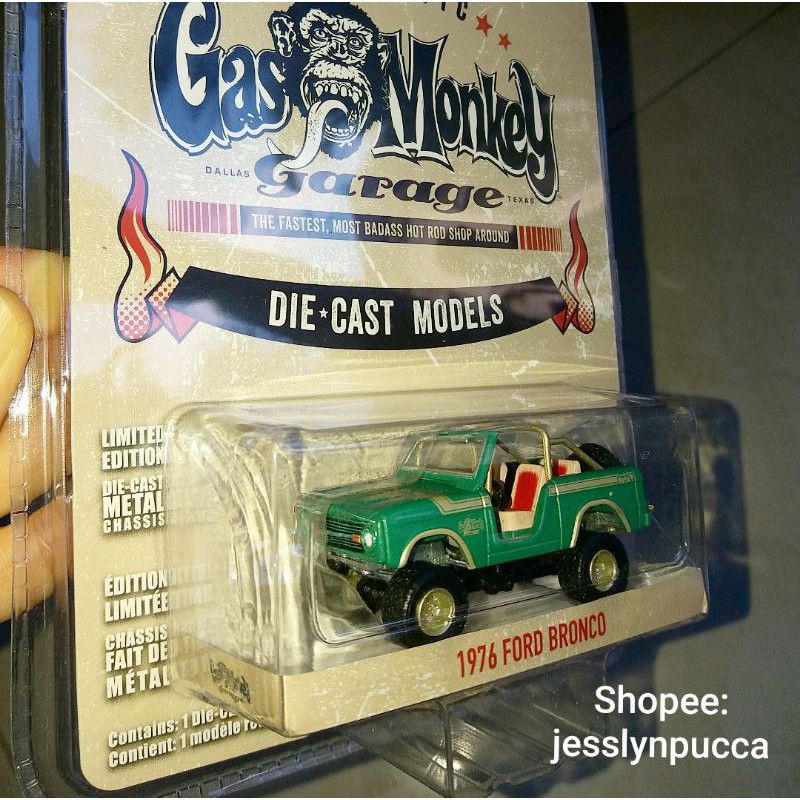 Gas Monkey
DALLAS Garage TEXAS
THE FASTEST, MOST BADASS HOT ROD SHOP AROUND
DIE★CAST MODELS
LIMITED
EDITION
DIE-CAST
METAL
CHASSIS
ÉDITION
LIMITÉE
CHASSIS
FAIT DE
MÉTAL
Contains: 1
Contient: 1 modèle
1976 FORD BRONCO
Gas Monkey
Shopee:
jesslynpucca